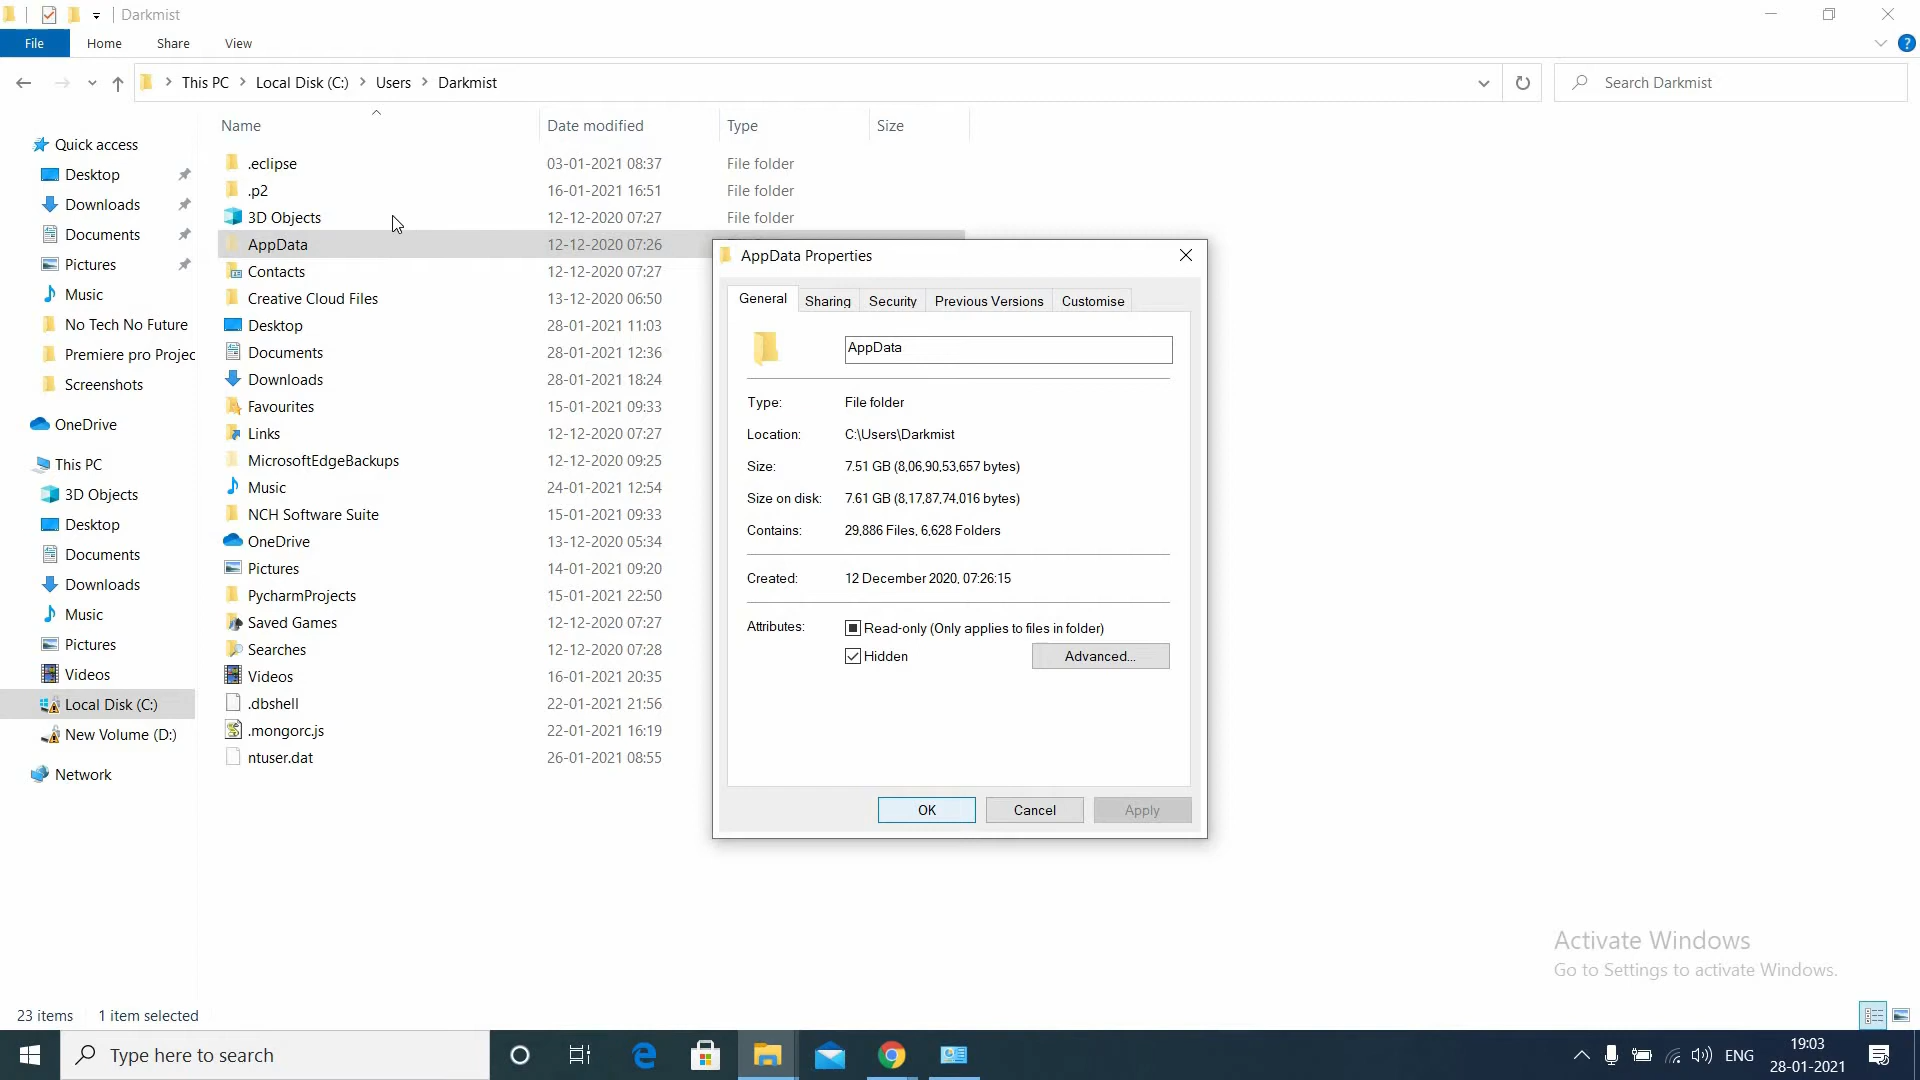 Darkmist
File Home Share View
This PC Local Disk (C:) Users Darkmist
Search Darkmist
Name Date modified Type Size
Quick access
Desktop
Downloads
Documents
Pictures
Music
No Tech No Future
Premiere pro Projec
Screenshots
OneDrive
This PC
3D Objects
Desktop
Documents
Downloads
Music
Pictures
Videos
Local Disk (C:)
New Volume (D:)
Network
.eclipse 03-01-2021 08:37 File folder
.p2 16-01-2021 16:51 File folder
3D Objects 12-12-2020 07:27 File folder
AppData 12-12-2020 07:26
Contacts 12-12-2020 07:27
Creative Cloud Files 13-12-2020 06:50
Desktop 28-01-2021 11:03
Documents 28-01-2021 12:36
Downloads 28-01-2021 18:24
Favourites 15-01-2021 09:33
Links 12-12-2020 07:27
MicrosoftEdgeBackups 12-12-2020 09:25
Music 24-01-2021 12:54
NCH Software Suite 15-01-2021 09:33
OneDrive 13-12-2020 05:34
Pictures 14-01-2021 09:20
PycharmProjects 15-01-2021 22:50
Saved Games 12-12-2020 07:27
Searches 12-12-2020 07:28
Videos 16-01-2021 20:35
.dbshell 22-01-2021 21:56
.mongorc.js 22-01-2021 16:19
ntuser.dat 26-01-2021 08:55
AppData Properties
General Sharing Security Previous Versions Customise
AppData
Type: File folder
Location: C:\Users\Darkmist
Size: 7.51 GB (8,06,90,53,657 bytes)
Size on disk: 7.61 GB (8,17,87,74,016 bytes)
Contains: 29,886 Files, 6,628 Folders
Created: 12 December 2020, 07:26:15
Attributes: Read-only (Only applies to files in folder)
Hidden Advanced...
OK Cancel Apply
Activate Windows
Go to Settings to activate Windows.
23 items 1 item selected
Type here to search
ENG
19:03
28-01-2021